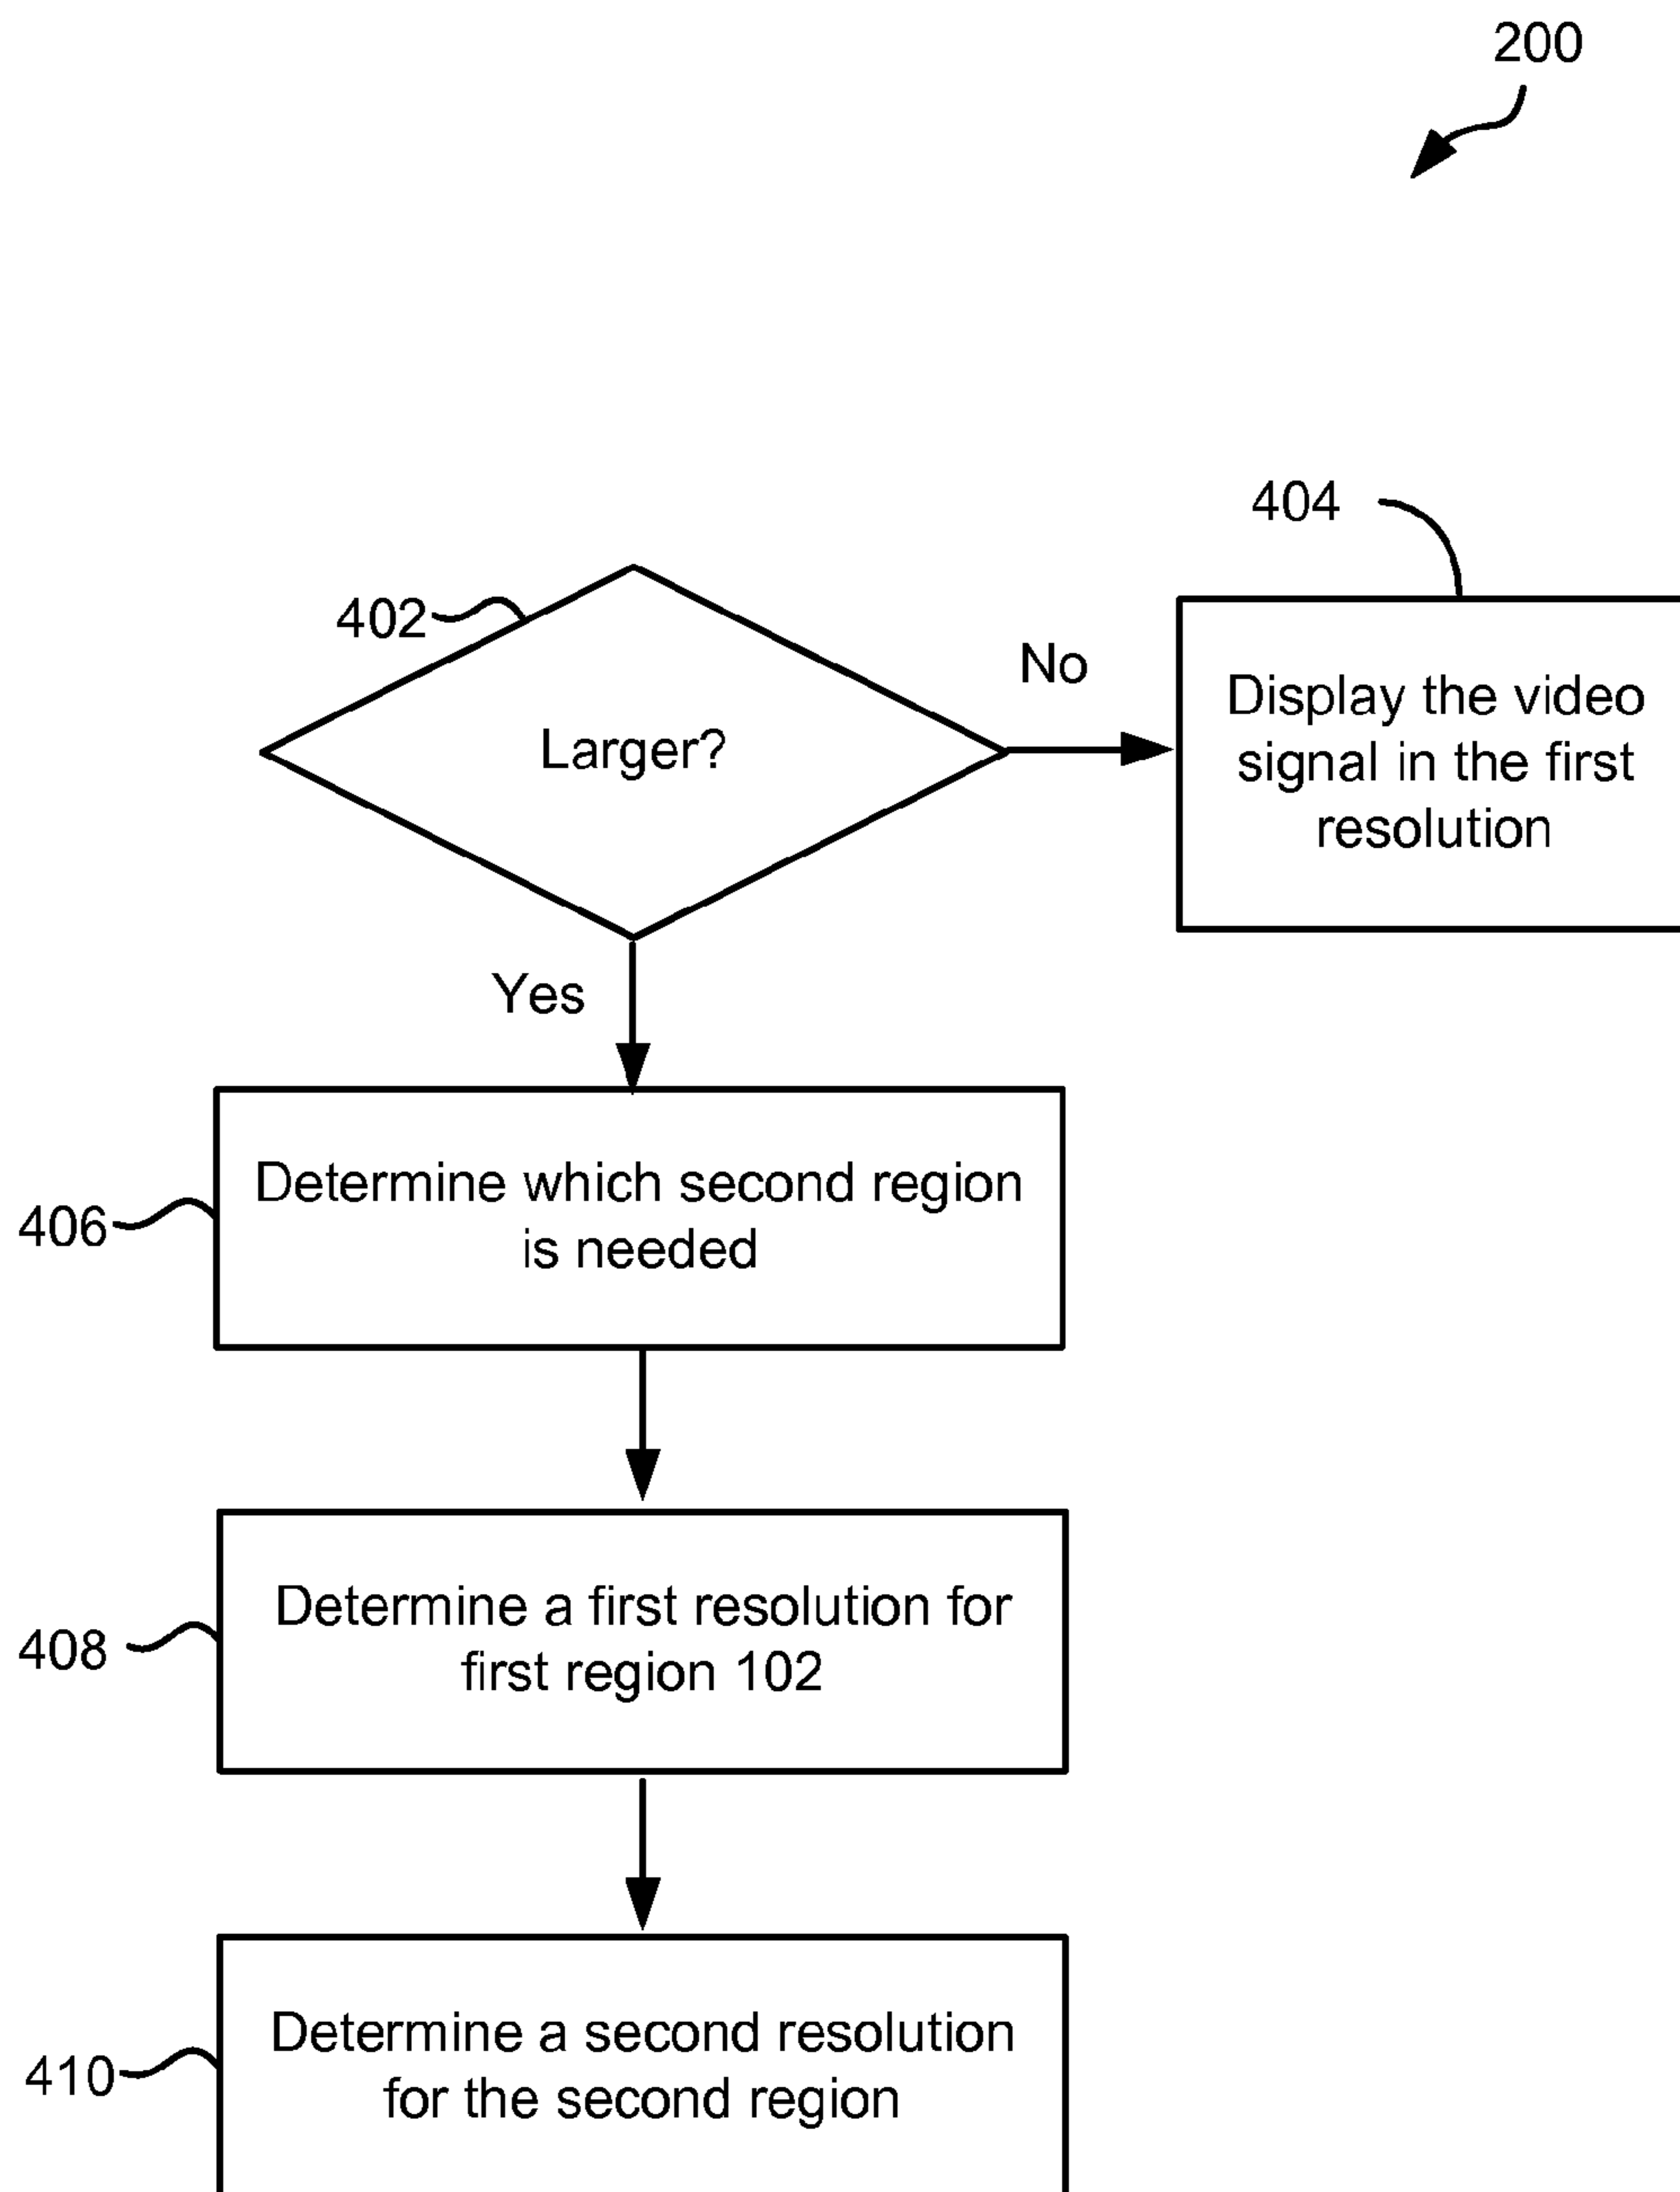 200
404
402
No
Larger?
Display the video
signal in the first
resolution
Yes
406
Determine which second region
is needed
408
Determine a first resolution for
first region 102
410
Determine a second resolution
for the second region